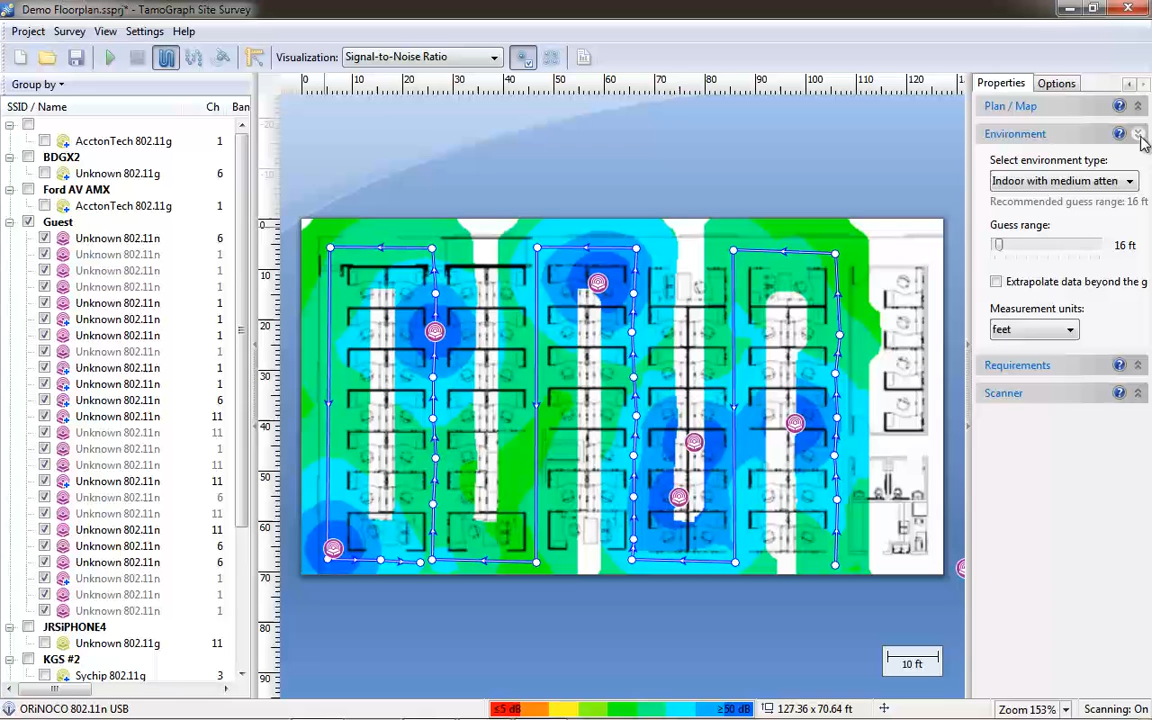 Demo Floorplan.ssprj* - TamoGraph Site Survey
Project Survey View Settings Help
Visualization: Signal-to-Noise Ratio
Group by
SSID / Name Ch Ban
AcctonTech 802.11g 1
BDGX2
Unknown 802.11g 6
Ford AV AMX
AcctonTech 802.11g 1
Guest
Unknown 802.11n 6
Unknown 802.11n 1
Unknown 802.11n 1
Unknown 802.11n 1
Unknown 802.11n 1
Unknown 802.11n 1
Unknown 802.11n 1
Unknown 802.11n 1
Unknown 802.11n 6
Unknown 802.11n 6
Unknown 802.11n 6
Unknown 802.11n 11
Unknown 802.11n 11
Unknown 802.11n 1
Unknown 802.11n 11
Unknown 802.11n 11
Unknown 802.11n 6
Unknown 802.11n 1
Unknown 802.11n 11
Unknown 802.11n 11
Unknown 802.11n 1
Unknown 802.11n 1
Unknown 802.11n 1
Unknown 802.11n 1
JRSiPHONE4
Unknown 802.11g 11
KGS #2
Sychip 802.11g 3
0 10 20 30 40 50 60 70 80 90 100 110 120 1
-20
-10
0
10
20
30
40
50
60
70
80
90
10 ft
Properties Options
Plan / Map
Environment
Select environment type:
Indoor with medium atten
Recommended guess range: 16 ft
Guess range:
16 ft
Extrapolate data beyond the g
Measurement units:
feet
Requirements
Scanner
ORiNOCO 802.11n USB ≤5 dB ≥50 dB 127.36 x 70.64 ft Zoom 153% Scanning: On